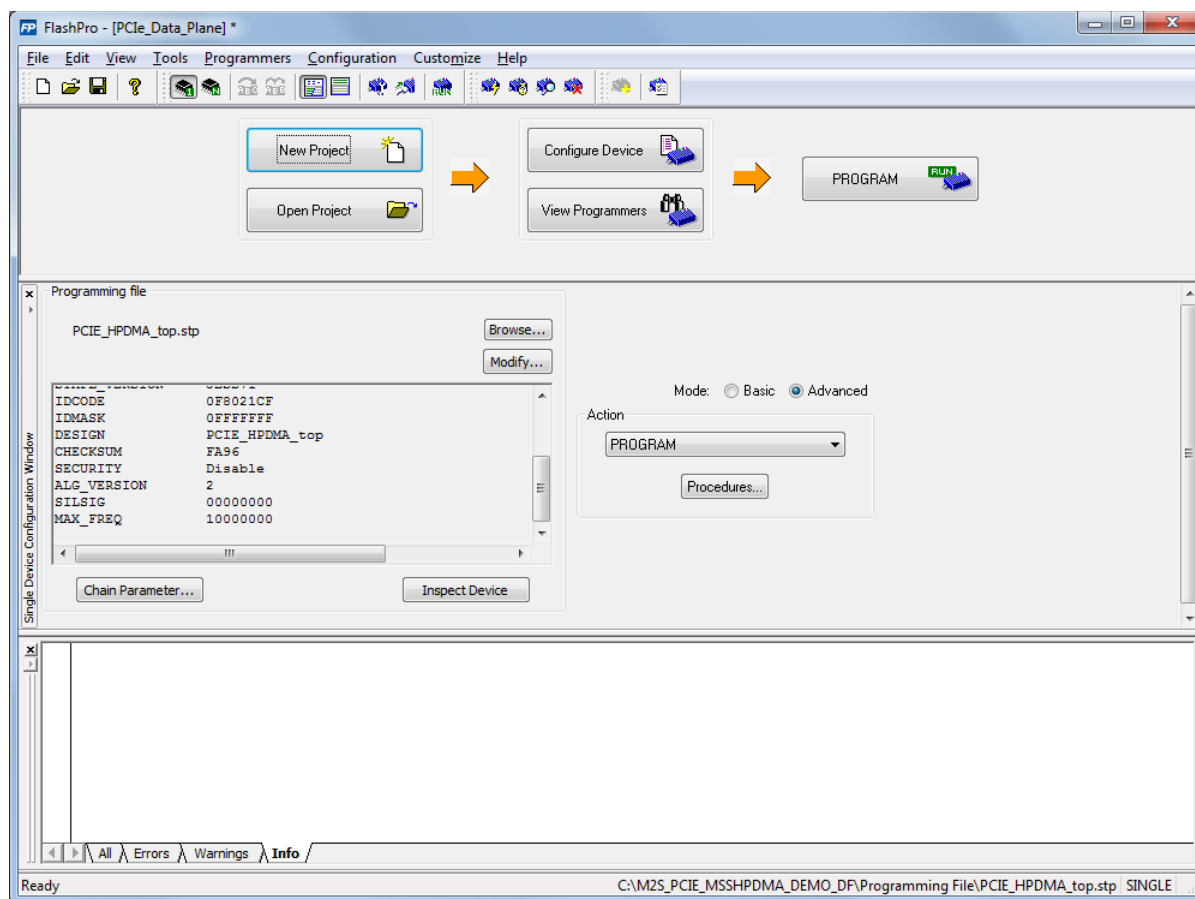 FlashPro - [PCIe_Data_Plane] *
File Edit View Tools Programmers Configuration Customize Help
New Project
Configure Device
PROGRAM
RUN
Open Project
View Programmers
Programming file
PCIE_HPDMA_top.stp
Browse...
Modify...
IDCODE 0F8021CF
IDMASK 0FFFFFFF
DESIGN PCIE_HPDMA_top
CHECKSUM FA96
SECURITY Disable
ALG_VERSION 2
SILSIG 00000000
MAX_FREQ 10000000
Chain Parameter...
Inspect Device
Mode: Basic Advanced
Action
PROGRAM
Procedures...
Single Device Configuration Window
All Errors Warnings Info
Ready
C:\M2S_PCIE_MSSHPDMA_DEMO_DF\Programming File\PCIE_HPDMA_top.stp SINGLE